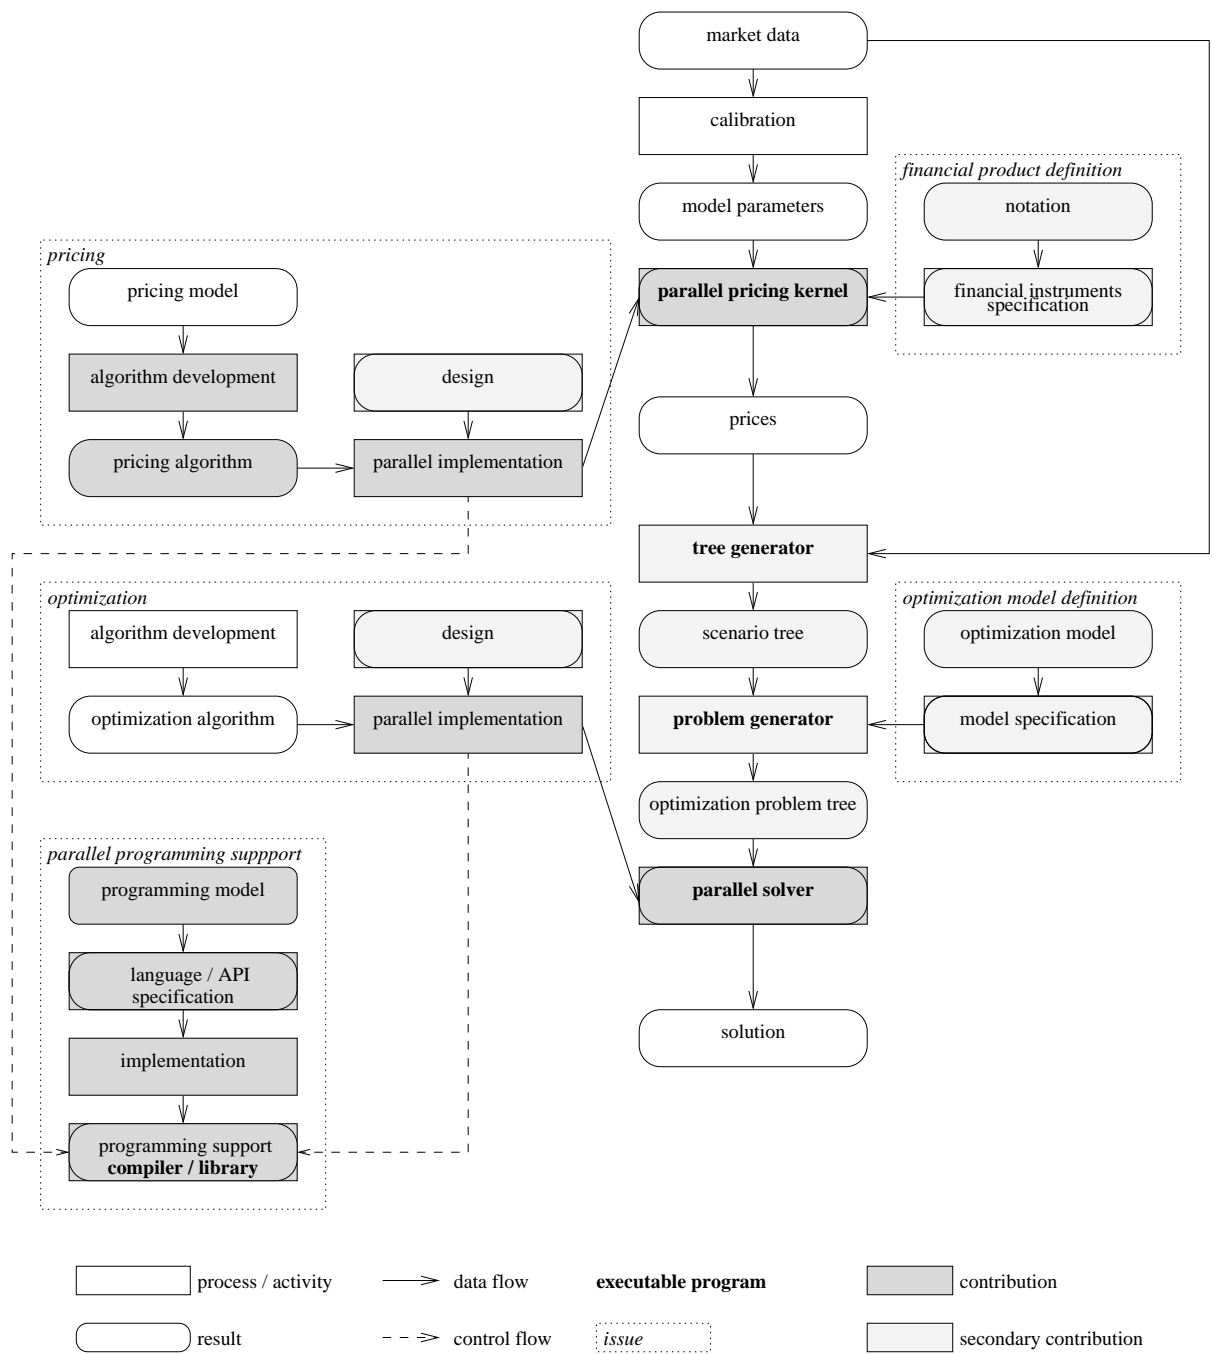 market data
calibration
financial product definition
model parameters
notation
pricing
pricing model
parallel pricing kernel
financial instruments
specification
algorithm development
design
prices
pricing algorithm
parallel implementation
tree generator
optimization
optimization model definition
algorithm development
design
scenario tree
optimization model
optimization algorithm
parallel implementation
problem generator
model specification
optimization problem tree
parallel programming suppport
programming model
parallel solver
language / API
specification
solution
implementation
programming support
compiler / library
process / activity
data flow
executable program
contribution
result
control flow
issue
secondary contribution